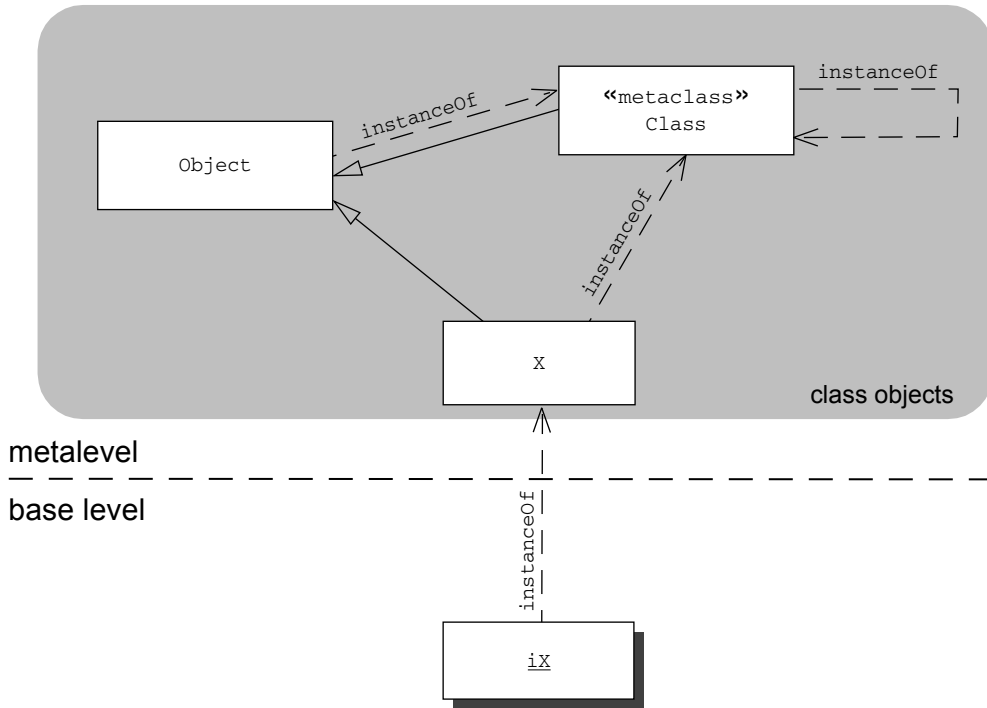 instanceOf
«metaclass»
Class
instanceOf
Object
instanceOf
X
class objects
metalevel
base level
instanceOf
iX